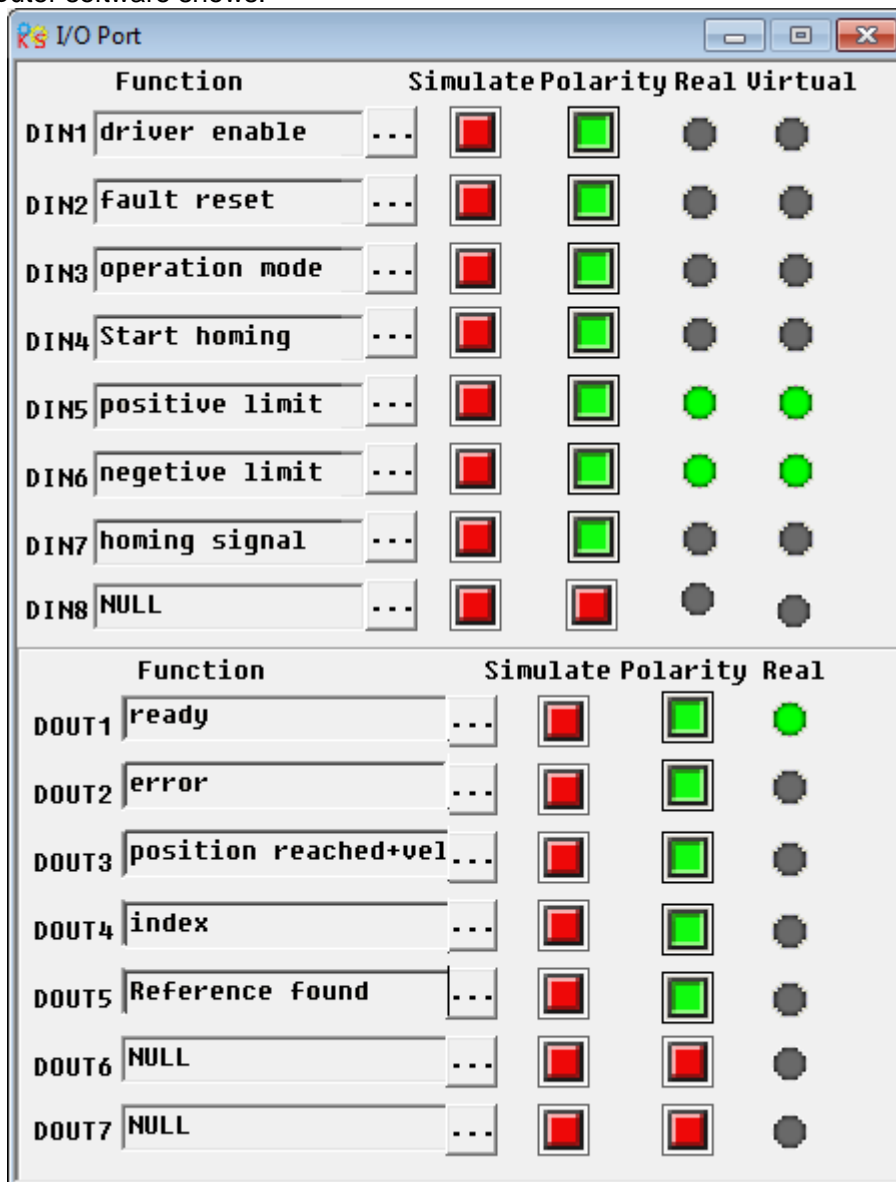 I/O Port
Function Simulate Polarity Real Virtual
DIN1 driver enable ...
DIN2 fault reset ...
DIN3 operation mode ...
DIN4 Start homing ...
DIN5 positive limit ...
DIN6 negetive limit ...
DIN7 homing signal ...
DIN8 NULL ...
Function Simulate Polarity Real
DOUT1 ready ...
DOUT2 error ...
DOUT3 position reached+vel ...
DOUT4 index ...
DOUT5 Reference found ...
DOUT6 NULL ...
DOUT7 NULL ...